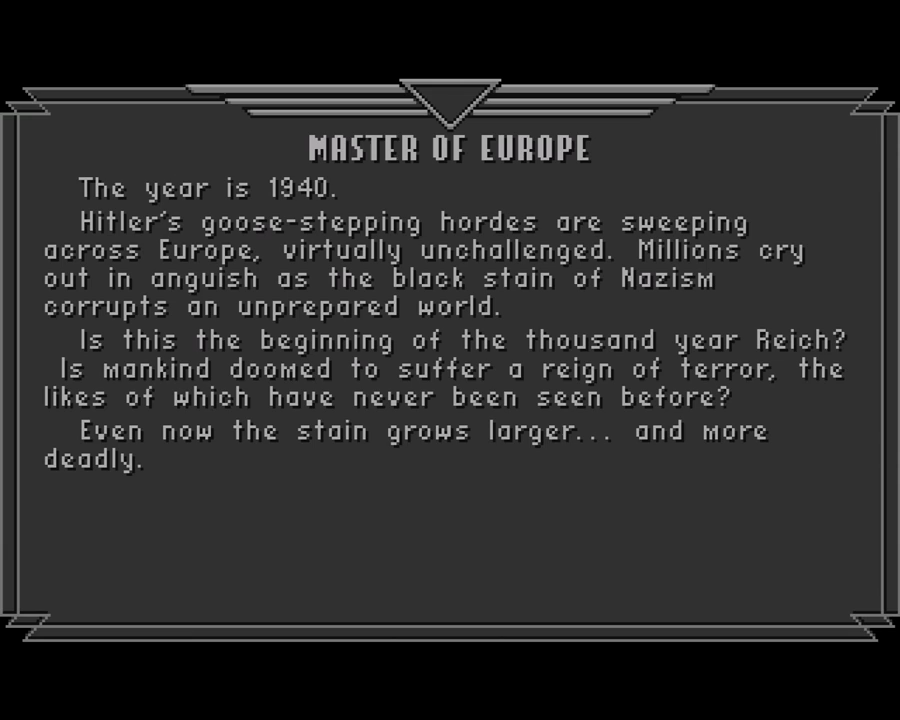 MASTER OF EUROPE
The year is 1940.
Hitler's goose-stepping hordes are sweeping
across Europe, virtually unchallenged. Millions cry
out in anguish as the black stain of Nazism
corrupts an unprepared world.
Is this the beginning of the thousand year Reich?
Is mankind doomed to suffer a reign of terror, the
likes of which have never been seen before?
Even now the stain grows larger... and more
deadly.